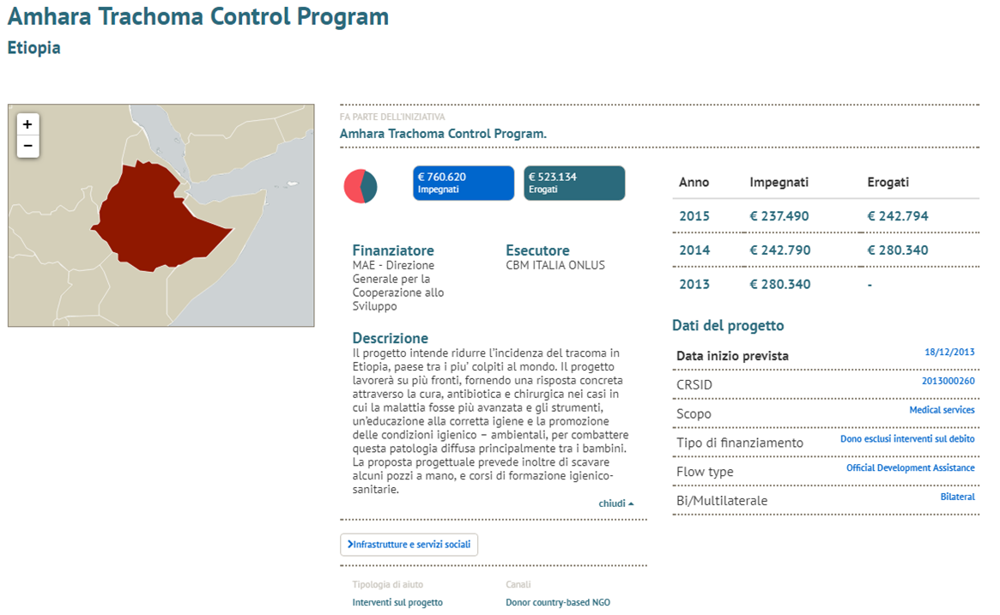 Amhara Trachoma Control Program
Etiopia
+
−
FA PARTE DELL'INIZIATIVA
Amhara Trachoma Control Program.
€ 760.620
Impegnati
€ 523.134
Erogati
Finanziatore
MAE - Direzione
Generale per la
Cooperazione allo
Sviluppo
Esecutore
CBM ITALIA ONLUS
Descrizione
Il progetto intende ridurre l'incidenza del tracoma in
Etiopia, paese tra i piu' colpiti al mondo. Il progetto
lavorerà su più fronti, fornendo una risposta concreta
attraverso la cura, antibiotica e chirurgica nei casi in
cui la malattia fosse più avanzata e gli strumenti,
un'educazione alla corretta igiene e la promozione
delle condizioni igienico – ambientali, per combattere
questa patologia diffusa principalmente tra i bambini.
La proposta progettuale prevede inoltre di scavare
alcuni pozzi a mano, e corsi di formazione igienico-
sanitarie.
chiudi
Infrastrutture e servizi sociali
Tipologia di aiuto
Interventi sul progetto
Canali
Donor country-based NGO
Anno Impegnati Erogati
2015 € 237.490 € 242.794
2014 € 242.790 € 280.340
2013 € 280.340 -
Dati del progetto
Data inizio prevista 18/12/2013
CRSID 2013000260
Scopo Medical services
Tipo di finanziamento Dono esclusi interventi sul debito
Flow type Official Development Assistance
Bi/Multilaterale Bilateral